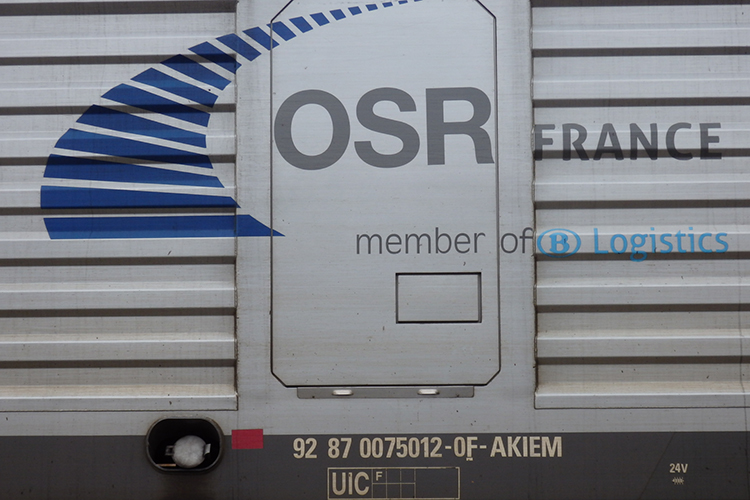 OSR FRANCE
member of B Logistics
92 87 0075012-0F-AKIEM
UIC F
24V